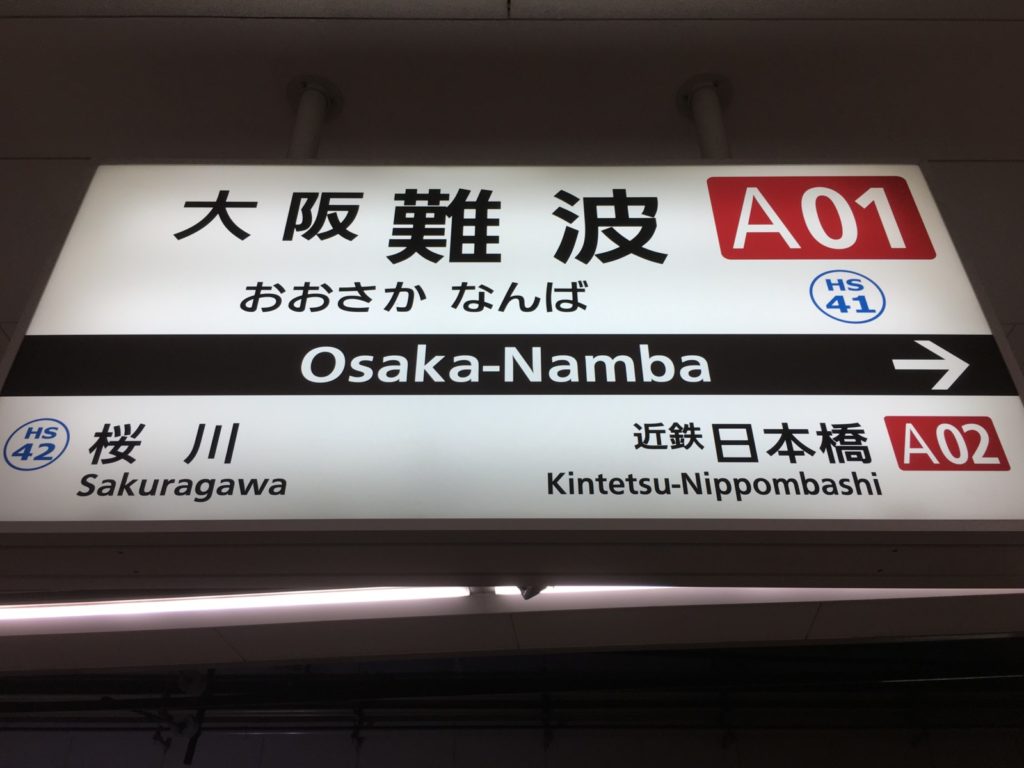 大阪難波 A01
おおさか なんば HS 41
Osaka-Namba →
HS 42 桜川 近鉄日本橋 A02
Sakuragawa Kintetsu-Nippombashi